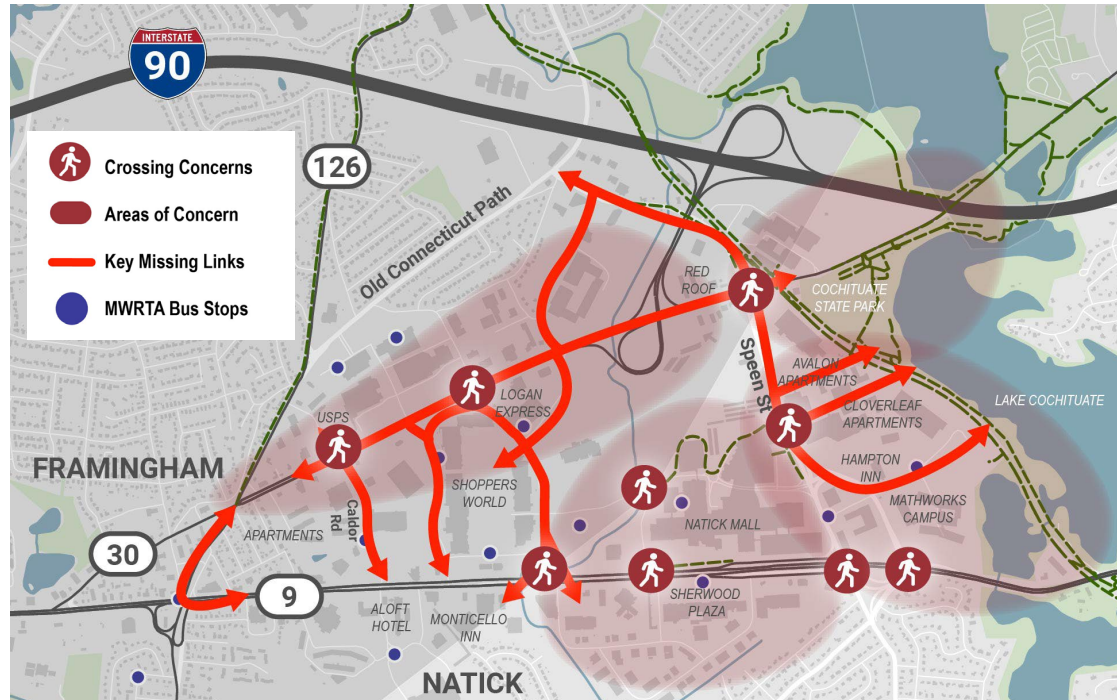 INTERSTATE
90
Crossing Concerns
Areas of Concern
Key Missing Links
MWRTA Bus Stops
126
Old Connecticut Path
RED
ROOF
COCHITUATE
STATE PARK
Speen St
AVALON
APARTMENTS
CLOVERLEAF
APARTMENTS
LAKE COCHITUATE
LOGAN
EXPRESS
USPS
FRAMINGHAM
HAMPTON
INN
SHOPPERS
WORLD
MATHWORKS
CAMPUS
Caldor
Rd
NATICK MALL
APARTMENTS
30
9
SHERWOOD
PLAZA
ALOFT
HOTEL
MONTICELLO
INN
NATICK